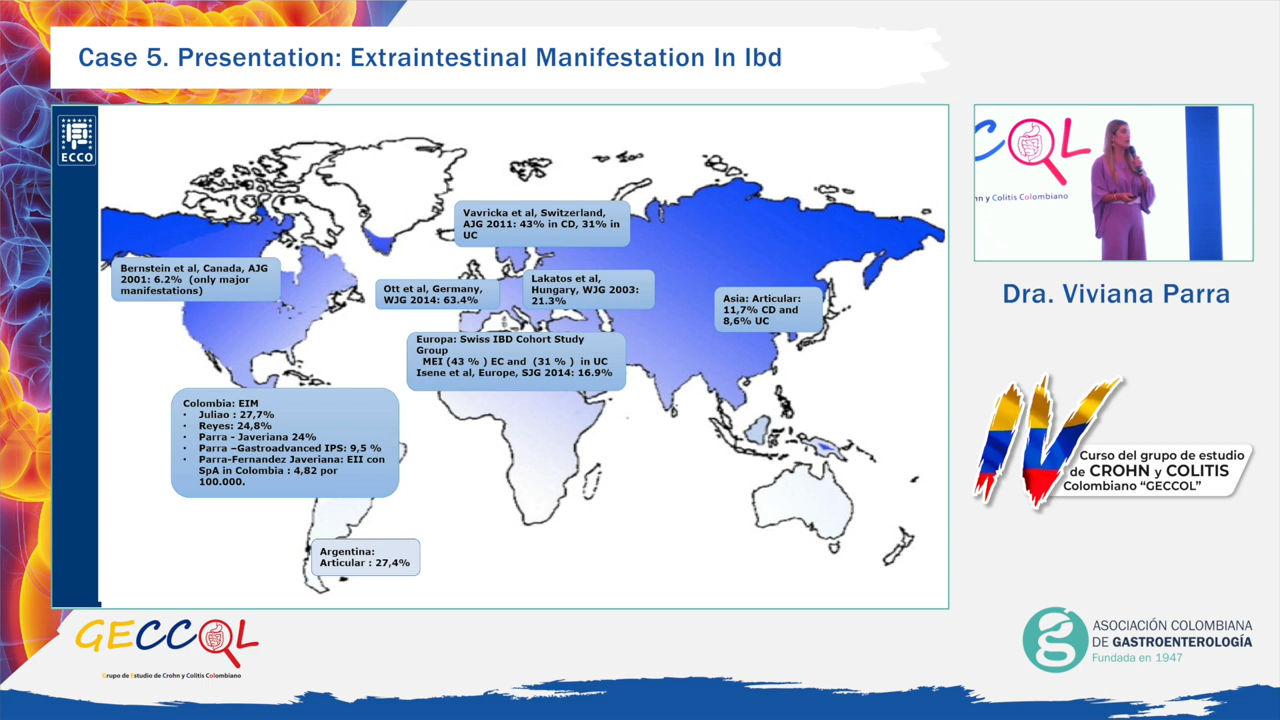 Case 5. Presentation: Extraintestinal Manifestation In Ibd
ECCO
Vavricka et al, Switzerland,
AJG 2011: 43% in CD, 31% in
UC
Bernstein et al, Canada, AJG
2001: 6.2% (only major
manifestations)
Ott et al, Germany,
WJG 2014: 63.4%
Lakatos et al,
Hungary, WJG 2003:
21.3%
Asia: Articular:
11,7% CD and
8,6% UC
Europa: Swiss IBD Cohort Study
Group
MEI (43 % ) EC and (31 % ) in UC
Isene et al, Europe, SJG 2014: 16.9%
Colombia: EIM
• Juliao : 27,7%
• Reyes: 24,8%
• Parra - Javeriana 24%
• Parra –Gastroadvanced IPS: 9,5 %
• Parra-Fernandez Javeriana: EII con
SpA in Colombia : 4,82 por
100.000.
Argentina:
Articular : 27,4%
C OL
n y Colitis Colombiano
Dra. Viviana Parra
IV
Curso del grupo de estudio
de CROHN y COLITIS
Colombiano “GECCOL”
GECCOL
Grupo de Estudio de Crohn y Colitis Colombiano
ASOCIACIÓN COLOMBIANA
DE GASTROENTEROLOGÍA
Fundada en 1947